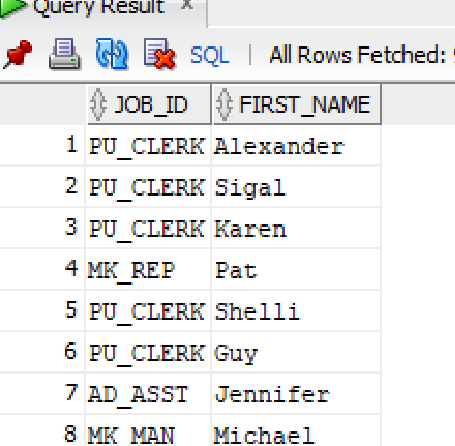 Query Result x
SQL | All Rows Fetched:
JOB_ID FIRST_NAME
1 PU_CLERK Alexander
2 PU_CLERK Sigal
3 PU_CLERK Karen
4 MK_REP Pat
5 PU_CLERK Shelli
6 PU_CLERK Guy
7 AD_ASST Jennifer
8 MK_MAN Michael